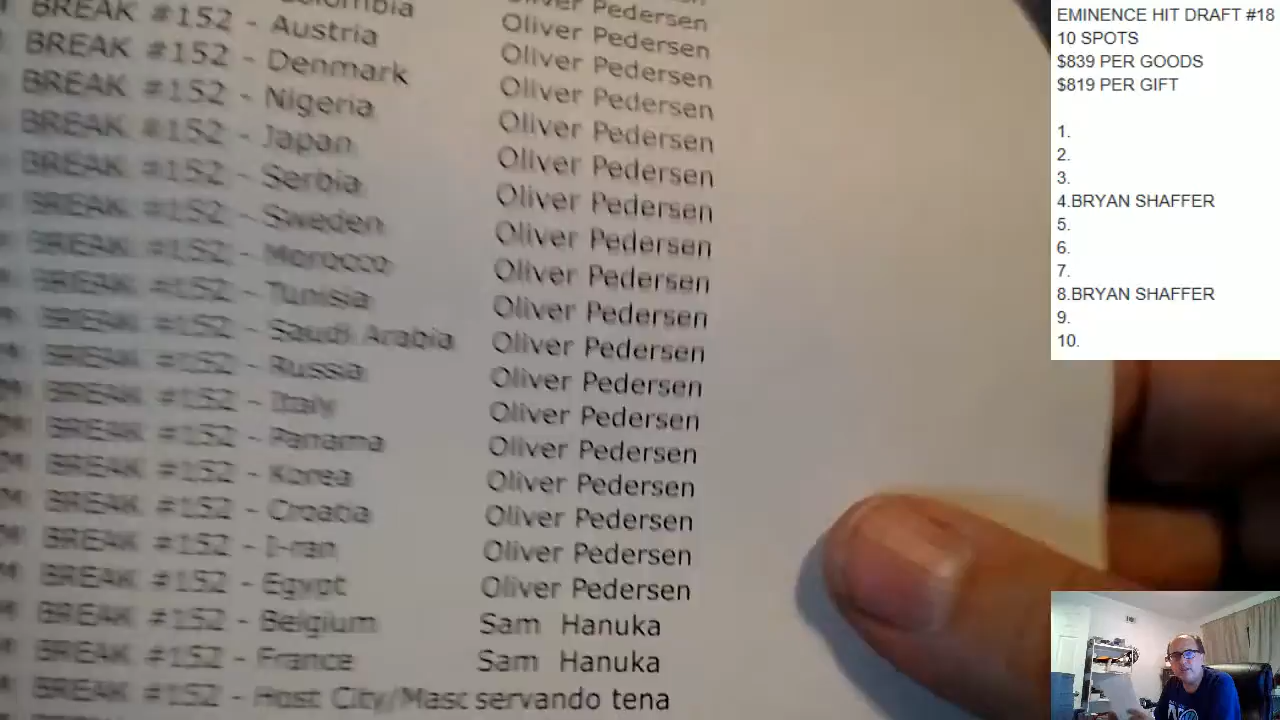 Pedersen
BREAK #152 - Austria Oliver Pedersen
BREAK #152 - Denmark Oliver Pedersen
BREAK #152 - Nigeria Oliver Pedersen
BREAK #152 - Japan Oliver Pedersen
BREAK #152 - Serbia Oliver Pedersen
BREAK #152 - Sweden Oliver Pedersen
BREAK #152 - Morocco Oliver Pedersen
BREAK #152 - Tunisia Oliver Pedersen
BREAK #152 - Saudi Arabia Oliver Pedersen
BREAK #152 - Russia Oliver Pedersen
BREAK #152 - Italy Oliver Pedersen
BREAK #152 - Panama Oliver Pedersen
BREAK #152 - Korea Oliver Pedersen
BREAK #152 - Croatia Oliver Pedersen
BREAK #152 - I-ran Oliver Pedersen
BREAK #152 - Egypt Oliver Pedersen
BREAK #152 - Belgium Sam Hanuka
BREAK #152 - France Sam Hanuka
BREAK #152 - Host City/Masc servando tena
EMINENCE HIT DRAFT #18
10 SPOTS
$839 PER GOODS
$819 PER GIFT
1.
2.
3.
4.BRYAN SHAFFER
5.
6.
7.
8.BRYAN SHAFFER
9.
10.